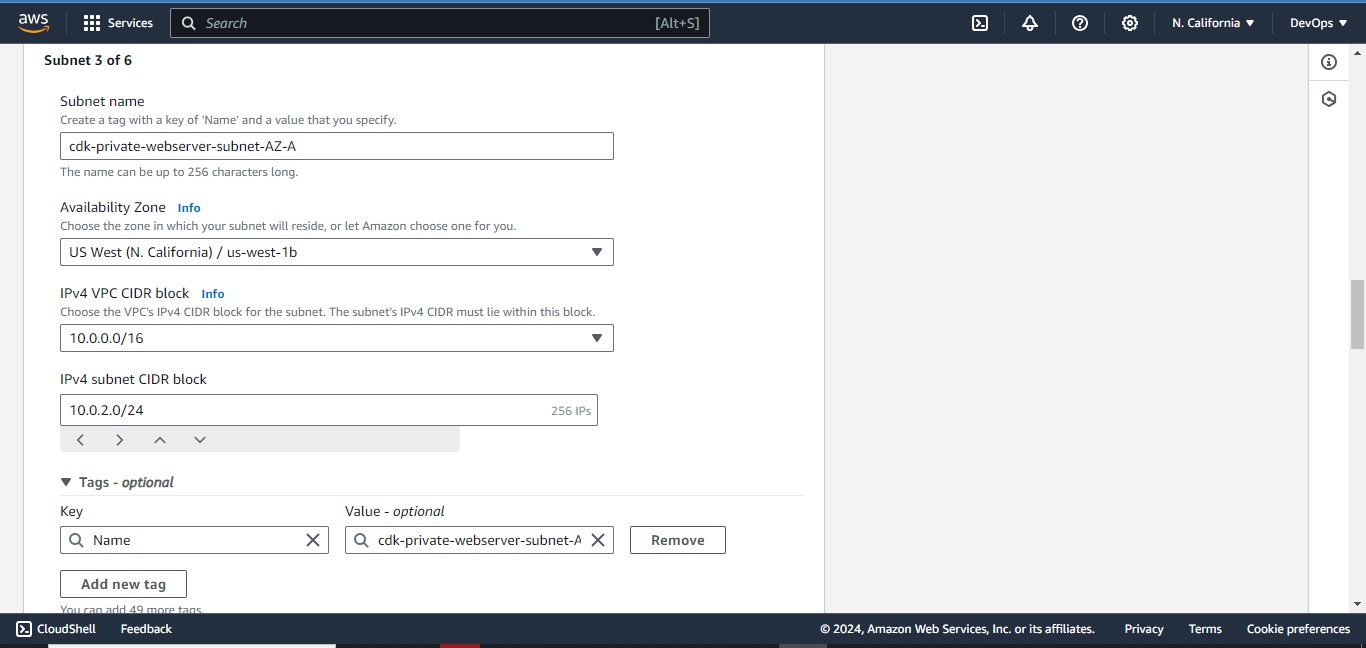 aws Services Search [Alt+S] N. California DevOps
Subnet 3 of 6
Subnet name
Create a tag with a key of 'Name' and a value that you specify.
cdk-private-webserver-subnet-AZ-A
The name can be up to 256 characters long.
Availability Zone Info
Choose the zone in which your subnet will reside, or let Amazon choose one for you.
US West (N. California) / us-west-1b
IPv4 VPC CIDR block Info
Choose the VPC's IPv4 CIDR block for the subnet. The subnet's IPv4 CIDR must lie within this block.
10.0.0.0/16
IPv4 subnet CIDR block
10.0.2.0/24 256 IPs
Tags - optional
Key Value - optional
Name cdk-private-webserver-subnet-A Remove
Add new tag
You can add 49 more tags.
CloudShell Feedback © 2024, Amazon Web Services, Inc. or its affiliates. Privacy Terms Cookie preferences